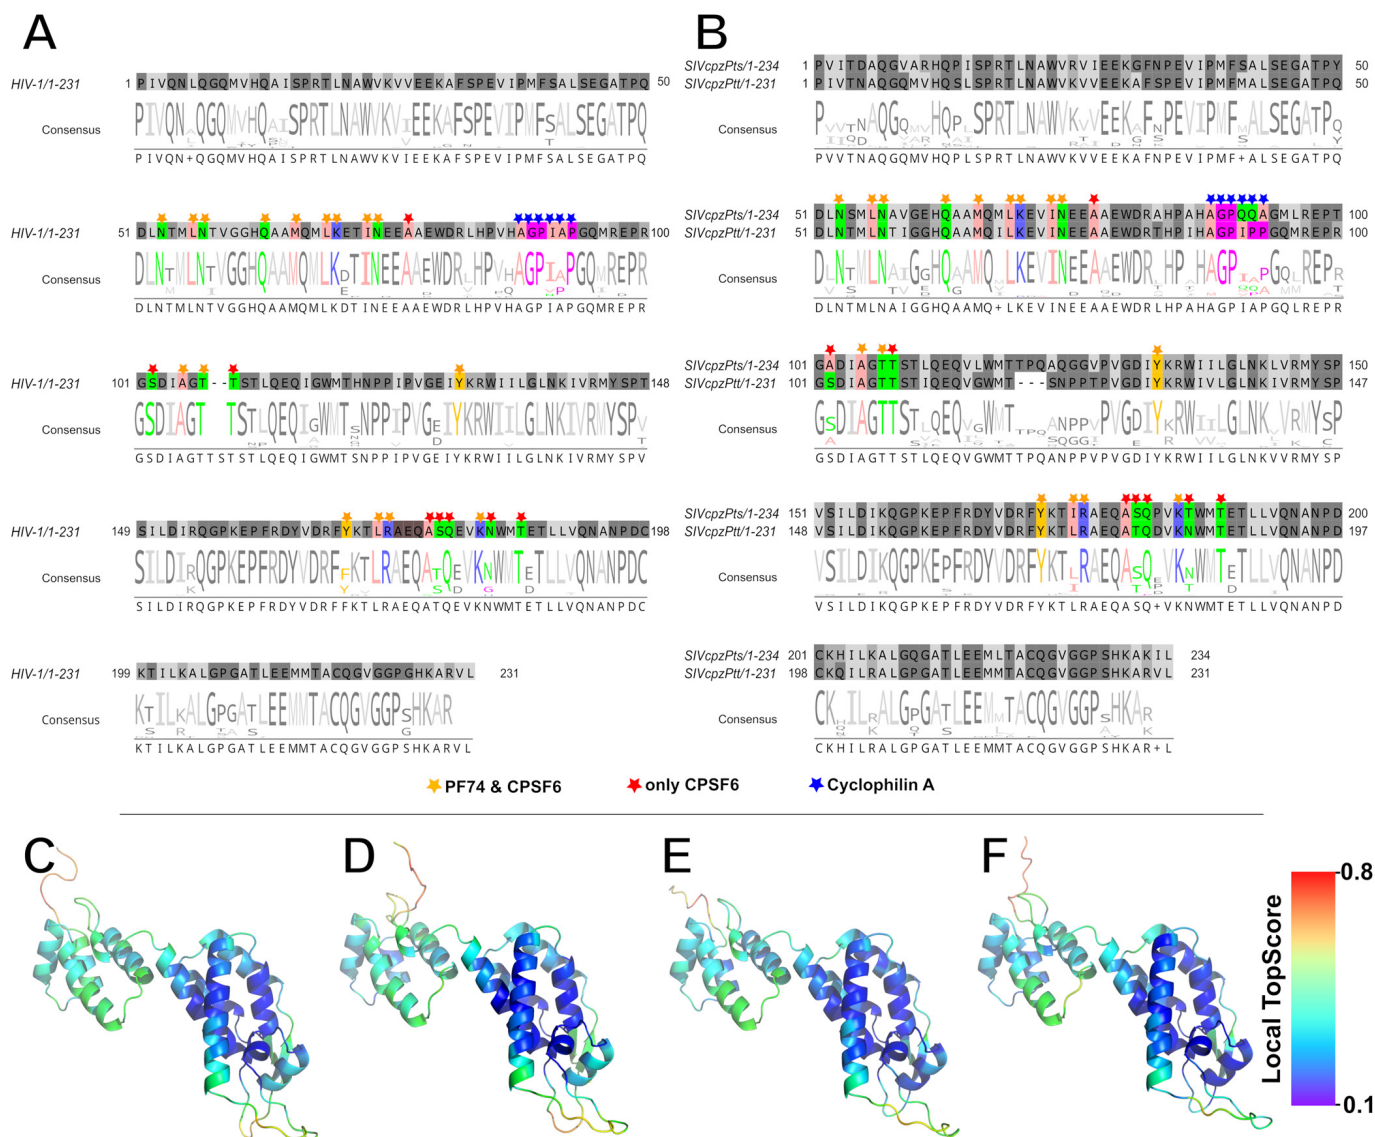 A
HIV-1/1-231 1 PIVQNLQGQMVHQAISPRTLNAWVKVVEEKAFSPEVIPMFSALSEGATPQ 50
Consensus
PIVQN+QGQMVHQAISPRTLNAWVKVIEEKAFSPEVIPMFSALSEGATPQ
HIV-1/1-231 51 DLNTMLNTVGGHQAAMQMLKETINEEAAEWDRLHPVHAGPIAPGQMREPR 100
Consensus
DLNTMLNTVGGHQAAMQMLKDTINEEAAEWDRLHPVHAGPIAPGQMREPR
HIV-1/1-231 101 GSDIAGT--TSTLQEQIGWMTHNPPIPVGEIYKRWIILGLNKIVRMYSPT 148
Consensus
GSDIAGTTSTSTLQEQIGWMTSNPPIPVGEIYKRWIILGLNKIVRMYSPV
HIV-1/1-231 149 SILDIRQGPKEPFRDYVDRFYKTLRAEQASQEVKNWMTETLLVQNANPDC 198
Consensus
SILDIRQGPKEPFRDYVDRFFKTLRAEQATQEVKNWMTETLLVQNANPDC
HIV-1/1-231 199 KTILKALGPGATLEEMMTACQGVGGPGHKARVL 231
Consensus
KTILKALGPGATLEEMMTACQGVGGPSHKARVL
B
SIVcpzPts/1-234 1 PVITDAQGVARHQPISPRTLNAWVRVIEEKGFNPEVIPMFSALSEGATPY 50
SIVcpzPtt/1-231 1 PIVTNAQGQMVHQSLSPRTLNAWVKVVEEKAFSPEVIPMFMALSEGATPQ 50
Consensus
PVVTNAQGQMVHQPLSPRTLNAWVKVVEEKAFNPEVIPMF+ALSEGATPQ
SIVcpzPts/1-234 51 DLNSMLNAVGEHQAAMQMLKEVINEEAAEWDRAHPAHAGPQQAGMLREPT 100
SIVcpzPtt/1-231 51 DLNTMLNTIGGHQAAMQMLKEVINEEAAEWDRTHPAHAGPIPPGQMREPR 100
Consensus
DLNTMLNAIGGHQAAMQ+LKEVINEEAAEWDRLHPAHAGPIAPGQLREPR
SIVcpzPts/1-234 101 GADIAGTTSTLQEQVLWMTTPQAQGGVPVGDIYKRWIILGLNKLVRMYSP 150
SIVcpzPtt/1-231 101 GSDIAGTTSTLQEQVGWMT---SNPPTPVGDIYKRWIVLGLNKIVRMYSP 147
Consensus
GSDIAGTTSTLQEQVGWMTTPQANPPVPVGDIYKRWIILGLNKVVRMYSP
SIVcpzPts/1-234 151 VSILDIKQGPKEPFRDYVDRFYKTIRAEQASQPVKTWMTETLLVQNANPD 200
SIVcpzPtt/1-231 148 VSILDIKQGPKEPFRDYVDRFYKTLRAEQATQDVKNWMTETLLVQNANPD 197
Consensus
VSILDIKQGPKEPFRDYVDRFYKTLRAEQASQ+VKNWMTETLLVQNANPD
SIVcpzPts/1-234 201 CKHILKALGQGATLEEMLTACQGVGGPSHKAKIL 234
SIVcpzPtt/1-231 198 CKQILRALGPGATLEEMMTACQGVGGPSHKARVL 231
Consensus
CKHILRALGPGATLEEMMTACQGVGGPSHKAR+L
PF74 & CPSF6
only CPSF6
Cyclophilin A
C
D
E
F
0.8
Local TopScore
0.1